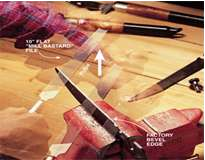 10" FLAT
"MILL BASTARD"
FILE
FACTORY
BEVEL
EDGE